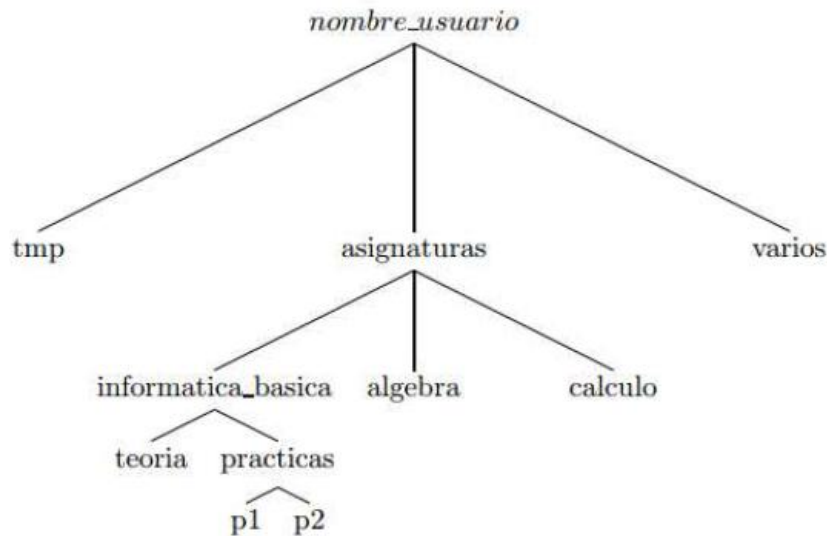 nombre_usuario
tmp asignaturas varios
informatica_basica algebra calculo
teoria practicas
p1 p2